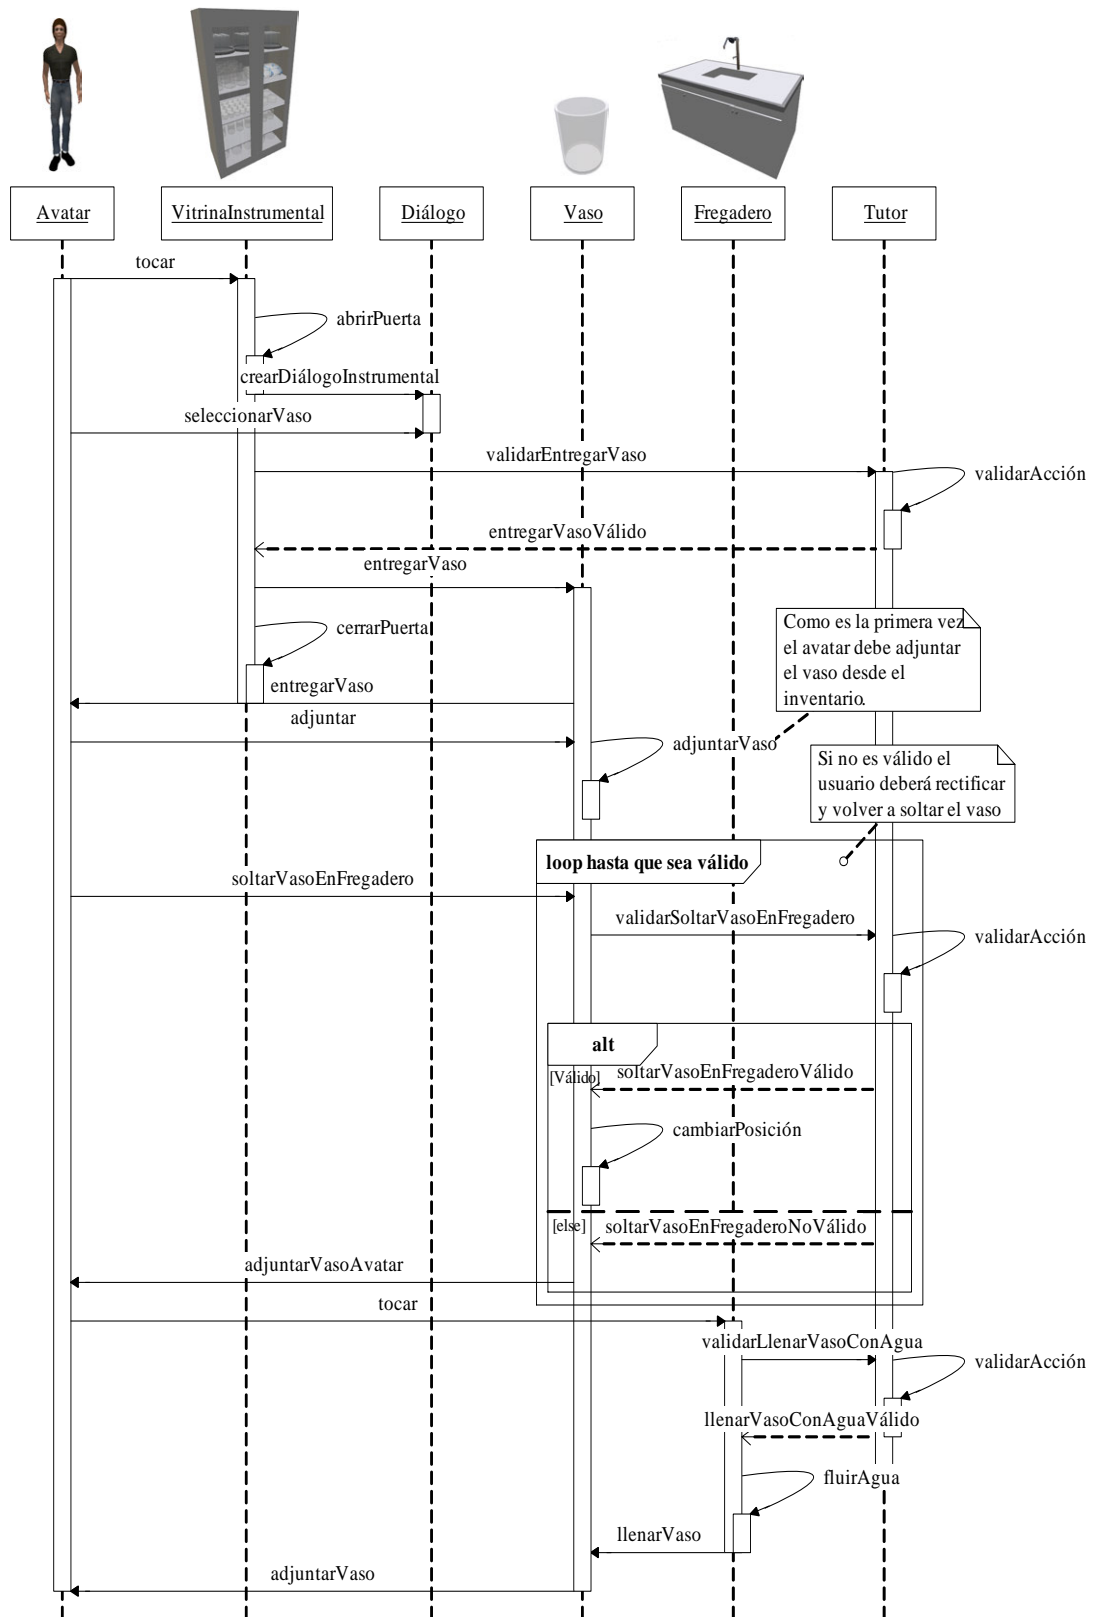 Avatar
VitrinaInstrumental
Diálogo
Vaso
Fregadero
Tutor
tocar
abrirPuerta
crearDiálogoInstrumental
seleccionarVaso
validarEntregarVaso
validarAcción
entregarVasoVálido
entregarVaso
cerrarPuerta
Como es la primera vez
el avatar debe adjuntar
el vaso desde el
inventario.
entregarVaso
adjuntar
adjuntarVaso
Si no es válido el
usuario deberá rectificar
y volver a soltar el vaso
loop hasta que sea válido
soltarVasoEnFregadero
validarSoltarVasoEnFregadero
validarAcción
alt
[Válido]
soltarVasoEnFregaderoVálido
cambiarPosición
[else]
soltarVasoEnFregaderoNoVálido
adjuntarVasoAvatar
tocar
validarLlenarVasoConAgua
validarAcción
llenarVasoConAguaVálido
fluirAgua
llenarVaso
adjuntarVaso